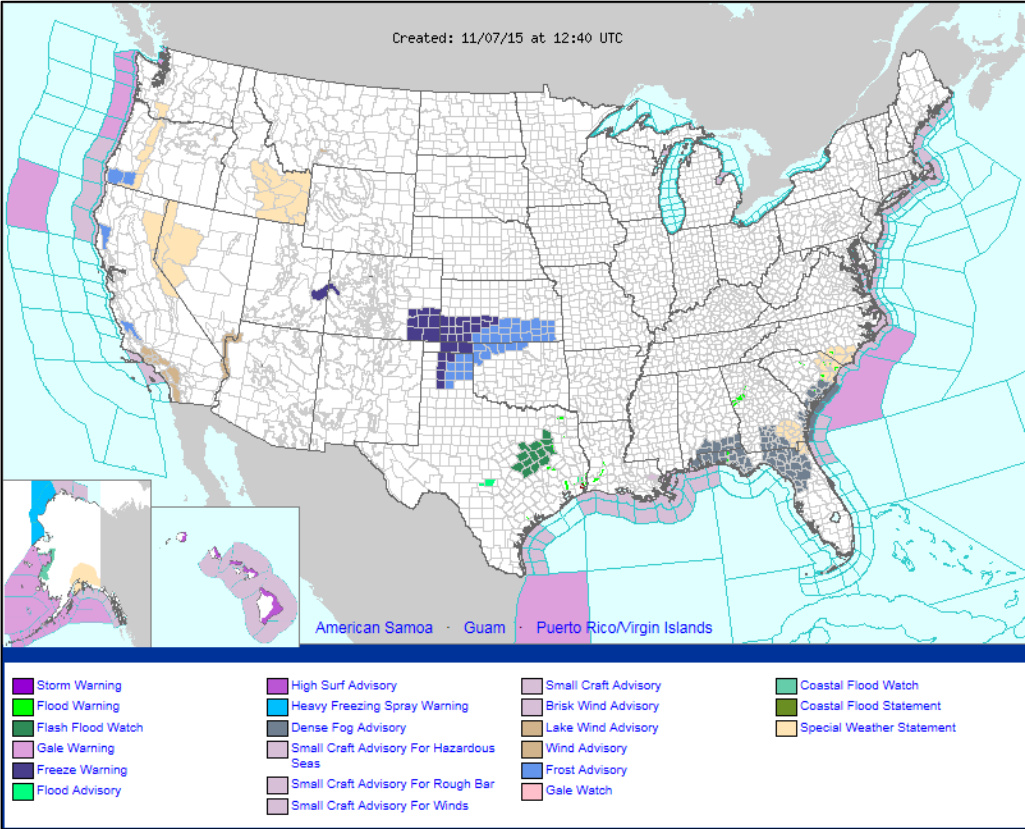 Created: 11/07/15 at 12:40 UTC
American Samoa · Guam · Puerto Rico/Virgin Islands
Storm Warning
Flood Warning
Flash Flood Watch
Gale Warning
Freeze Warning
Flood Advisory
High Surf Advisory
Heavy Freezing Spray Warning
Dense Fog Advisory
Small Craft Advisory For Hazardous
Seas
Small Craft Advisory For Rough Bar
Small Craft Advisory For Winds
Small Craft Advisory
Brisk Wind Advisory
Lake Wind Advisory
Wind Advisory
Frost Advisory
Gale Watch
Coastal Flood Watch
Coastal Flood Statement
Special Weather Statement